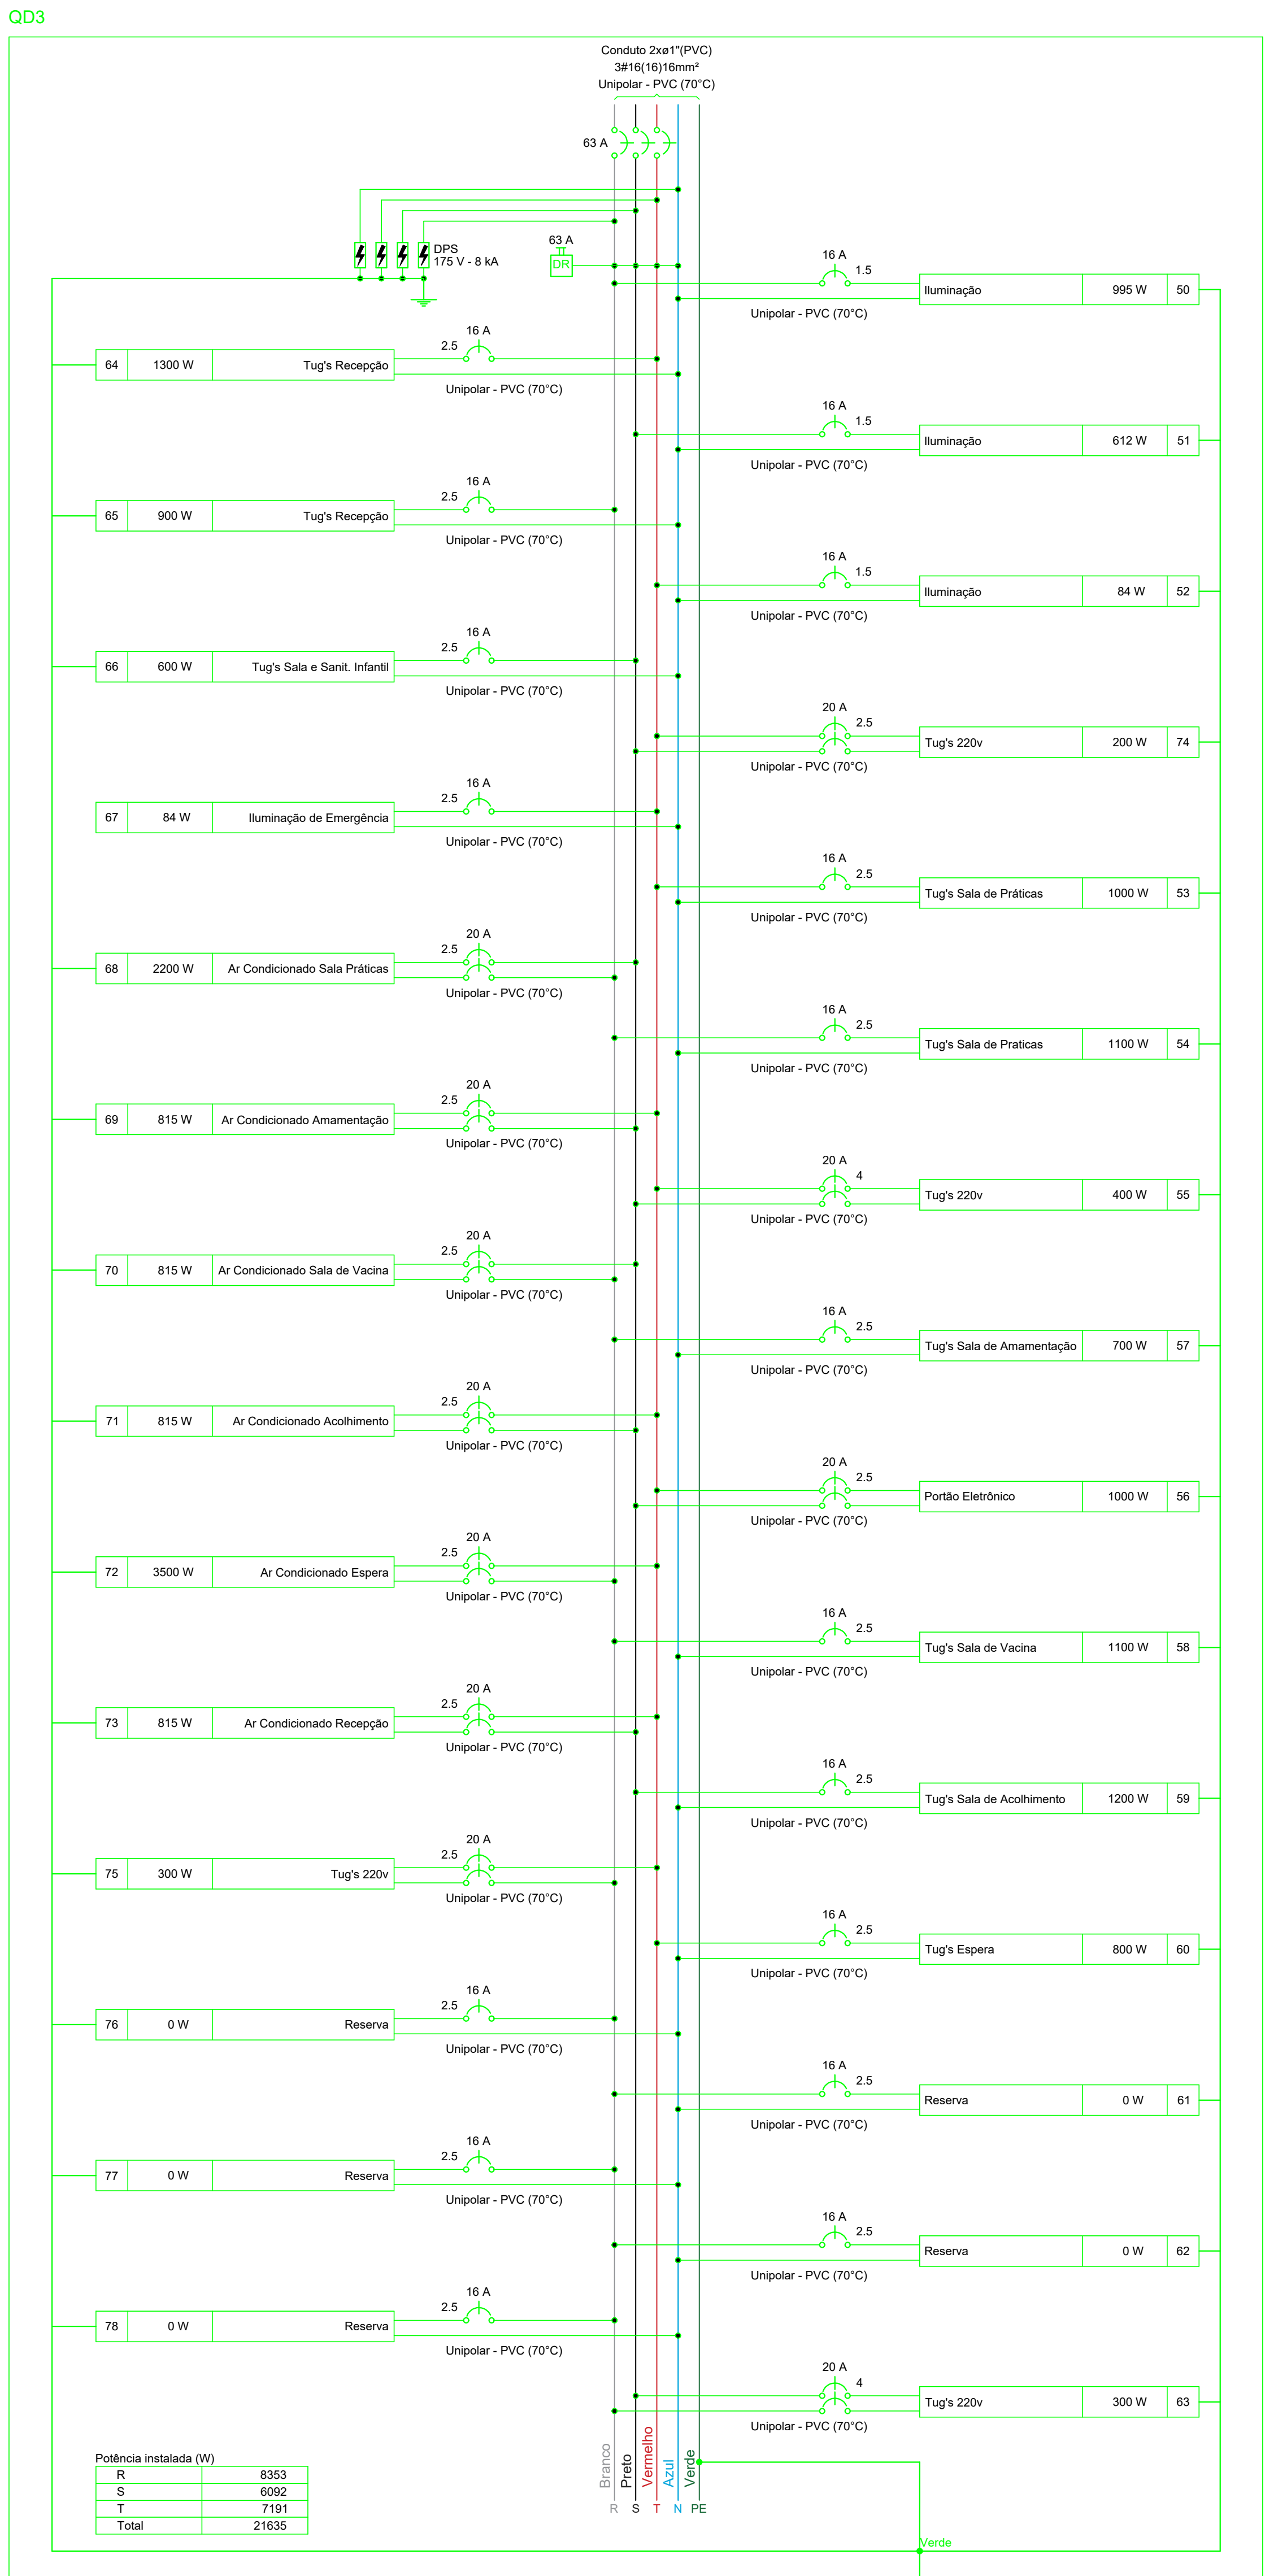 QD3
Conduto 2xø1"(PVC)
3#16(16)16mm²
Unipolar - PVC (70°C)
63 A
DPS
175 V - 8 kA
63 A
DR
16 A
1.5
Iluminação 995 W 50
Unipolar - PVC (70°C)
16 A
2.5
64 1300 W Tug's Recepção
Unipolar - PVC (70°C)
16 A
1.5
Iluminação 612 W 51
Unipolar - PVC (70°C)
16 A
2.5
65 900 W Tug's Recepção
Unipolar - PVC (70°C)
16 A
1.5
Iluminação 84 W 52
Unipolar - PVC (70°C)
16 A
2.5
66 600 W Tug's Sala e Sanit. Infantil
Unipolar - PVC (70°C)
20 A
2.5
Tug's 220v 200 W 74
Unipolar - PVC (70°C)
16 A
2.5
67 84 W Iluminação de Emergência
Unipolar - PVC (70°C)
16 A
2.5
Tug's Sala de Práticas 1000 W 53
Unipolar - PVC (70°C)
20 A
2.5
68 2200 W Ar Condicionado Sala Práticas
Unipolar - PVC (70°C)
16 A
2.5
Tug's Sala de Praticas 1100 W 54
Unipolar - PVC (70°C)
20 A
2.5
69 815 W Ar Condicionado Amamentação
Unipolar - PVC (70°C)
20 A
4
Tug's 220v 400 W 55
Unipolar - PVC (70°C)
20 A
2.5
70 815 W Ar Condicionado Sala de Vacina
Unipolar - PVC (70°C)
16 A
2.5
Tug's Sala de Amamentação 700 W 57
Unipolar - PVC (70°C)
20 A
2.5
71 815 W Ar Condicionado Acolhimento
Unipolar - PVC (70°C)
20 A
2.5
Portão Eletrônico 1000 W 56
Unipolar - PVC (70°C)
20 A
2.5
72 3500 W Ar Condicionado Espera
Unipolar - PVC (70°C)
16 A
2.5
Tug's Sala de Vacina 1100 W 58
Unipolar - PVC (70°C)
20 A
2.5
73 815 W Ar Condicionado Recepção
Unipolar - PVC (70°C)
16 A
2.5
Tug's Sala de Acolhimento 1200 W 59
Unipolar - PVC (70°C)
20 A
2.5
75 300 W Tug's 220v
Unipolar - PVC (70°C)
16 A
2.5
Tug's Espera 800 W 60
Unipolar - PVC (70°C)
16 A
2.5
76 0 W Reserva
Unipolar - PVC (70°C)
16 A
2.5
Reserva 0 W 61
Unipolar - PVC (70°C)
16 A
2.5
77 0 W Reserva
Unipolar - PVC (70°C)
16 A
2.5
Reserva 0 W 62
Unipolar - PVC (70°C)
16 A
2.5
78 0 W Reserva
Unipolar - PVC (70°C)
20 A
4
Tug's 220v 300 W 63
Unipolar - PVC (70°C)
Branco
Preto
Vermelho
Azul
Verde
R S T N PE
Potência instalada (W)
R 8353
S 6092
T 7191
Total 21635
Verde